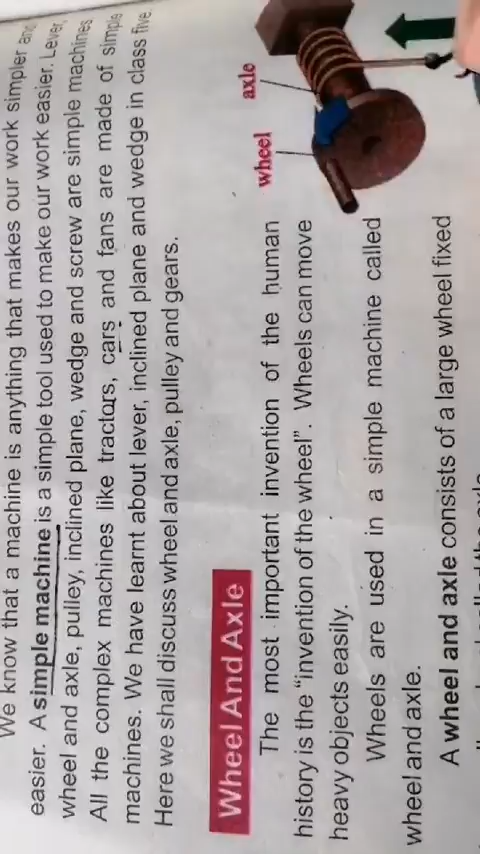 We know that a machine is anything that makes our work simpler and
easier. A simple machine is a simple tool used to make our work easier. Lever,
wheel and axle, pulley, inclined plane, wedge and screw are simple machines.
All the complex machines like tractors, cars and fans are made of simple
machines. We have learnt about lever, inclined plane and wedge in class five.
Here we shall discuss wheel and axle, pulley and gears.
Wheel And Axle
The most important invention of the human
history is the “invention of the wheel”. Wheels can move
heavy objects easily.
Wheels are used in a simple machine called
wheel and axle.
A wheel and axle consists of a large wheel fixed
wheel
axle